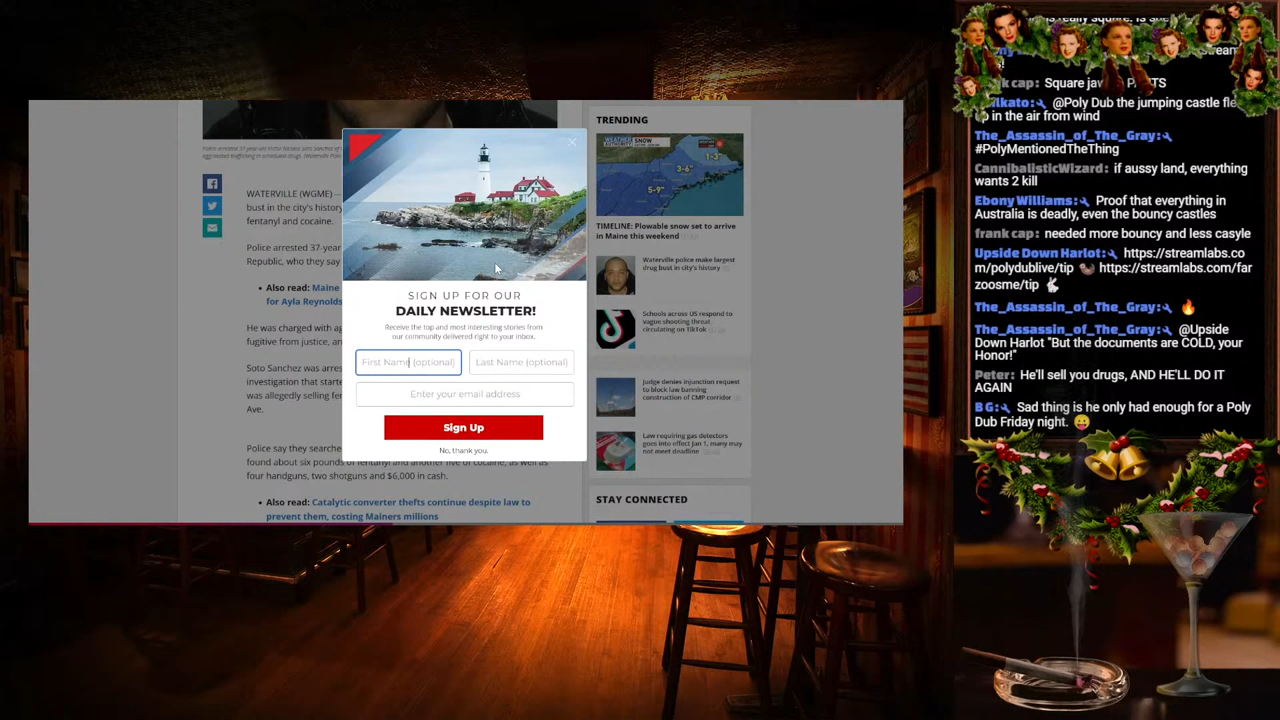 WATERVILLE (WGME) —
bust in the city's history
fentanyl and cocaine.
Police arrested 37-year
Republic, who they say
Also read: Maine
for Ayla Reynolds
He was charged with ag
fugitive from justice, an
Soto Sanchez was arres
investigation that starte
was allegedly selling fen
Ave.
Police say they searche
found about six pounds of fentanyl and another five of cocaine, as well as
four handguns, two shotguns and $6,000 in cash.
Also read: Catalytic converter thefts continue despite law to
prevent them, costing Mainers millions
SIGN UP FOR OUR
DAILY NEWSLETTER!
Receive the top and most interesting stories from
our community delivered right to your inbox.
First Name (optional)
Last Name (optional)
Enter your email address
Sign Up
No, thank you.
TRENDING
SNOW
1-3"
3-6"
5-9"
TIMELINE: Plowable snow set to arrive
in Maine this weekend
Waterville police make largest
drug bust in city's history
Schools across US respond to
vague shooting threat
circulating on TikTok
Judge denies injunction request
to block law banning
construction of CMP corridor
Law requiring gas detectors
goes into effect Jan 1, many may
not meet deadline
STAY CONNECTED
cap: Square
@Poly Dub the jumping castle
in the air from wind
The_Assassin_of_The_Gray:
#PolyMentionedTheThing
CannibalisticWizard: if aussy land, everything
wants 2 kill
Ebony Williams: Proof that everything in
Australia is deadly, even the bouncy castles
frank cap: needed more bouncy and less casyle
Upside Down Harlot: https://streamlabs.co
m/polydublive/tip 🐿 https://streamlabs.com/far
zoosme/tip 🐇
The_Assassin_of_The_Gray: 🔥
The_Assassin_of_The_Gray: @Upside
Down Harlot "But the documents are COLD, your
Honor!"
Peter: He'll sell you drugs, AND HE'LL DO IT
AGAIN
BG: Sad thing is he only had enough for a Poly
Dub Friday night. 😛